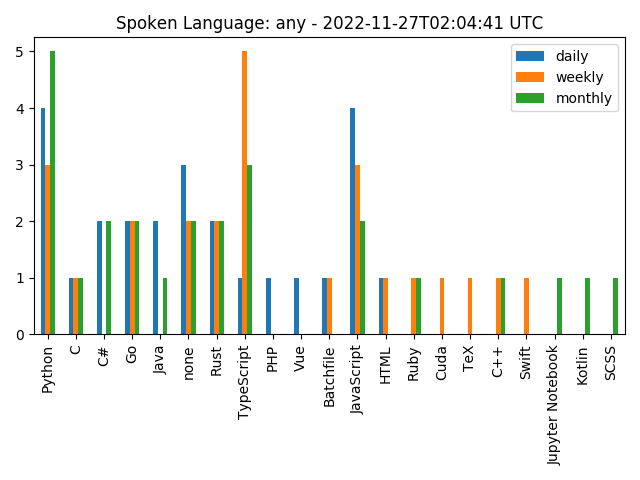 Spoken Language: any - 2022-11-27T02:04:41 UTC
daily
weekly
monthly
5
4
3
2
1
0
Python
C
C#
Go
Java
none
Rust
TypeScript
PHP
Vue
Batchfile
JavaScript
HTML
Ruby
Cuda
TeX
C++
Swift
Jupyter Notebook
Kotlin
SCSS